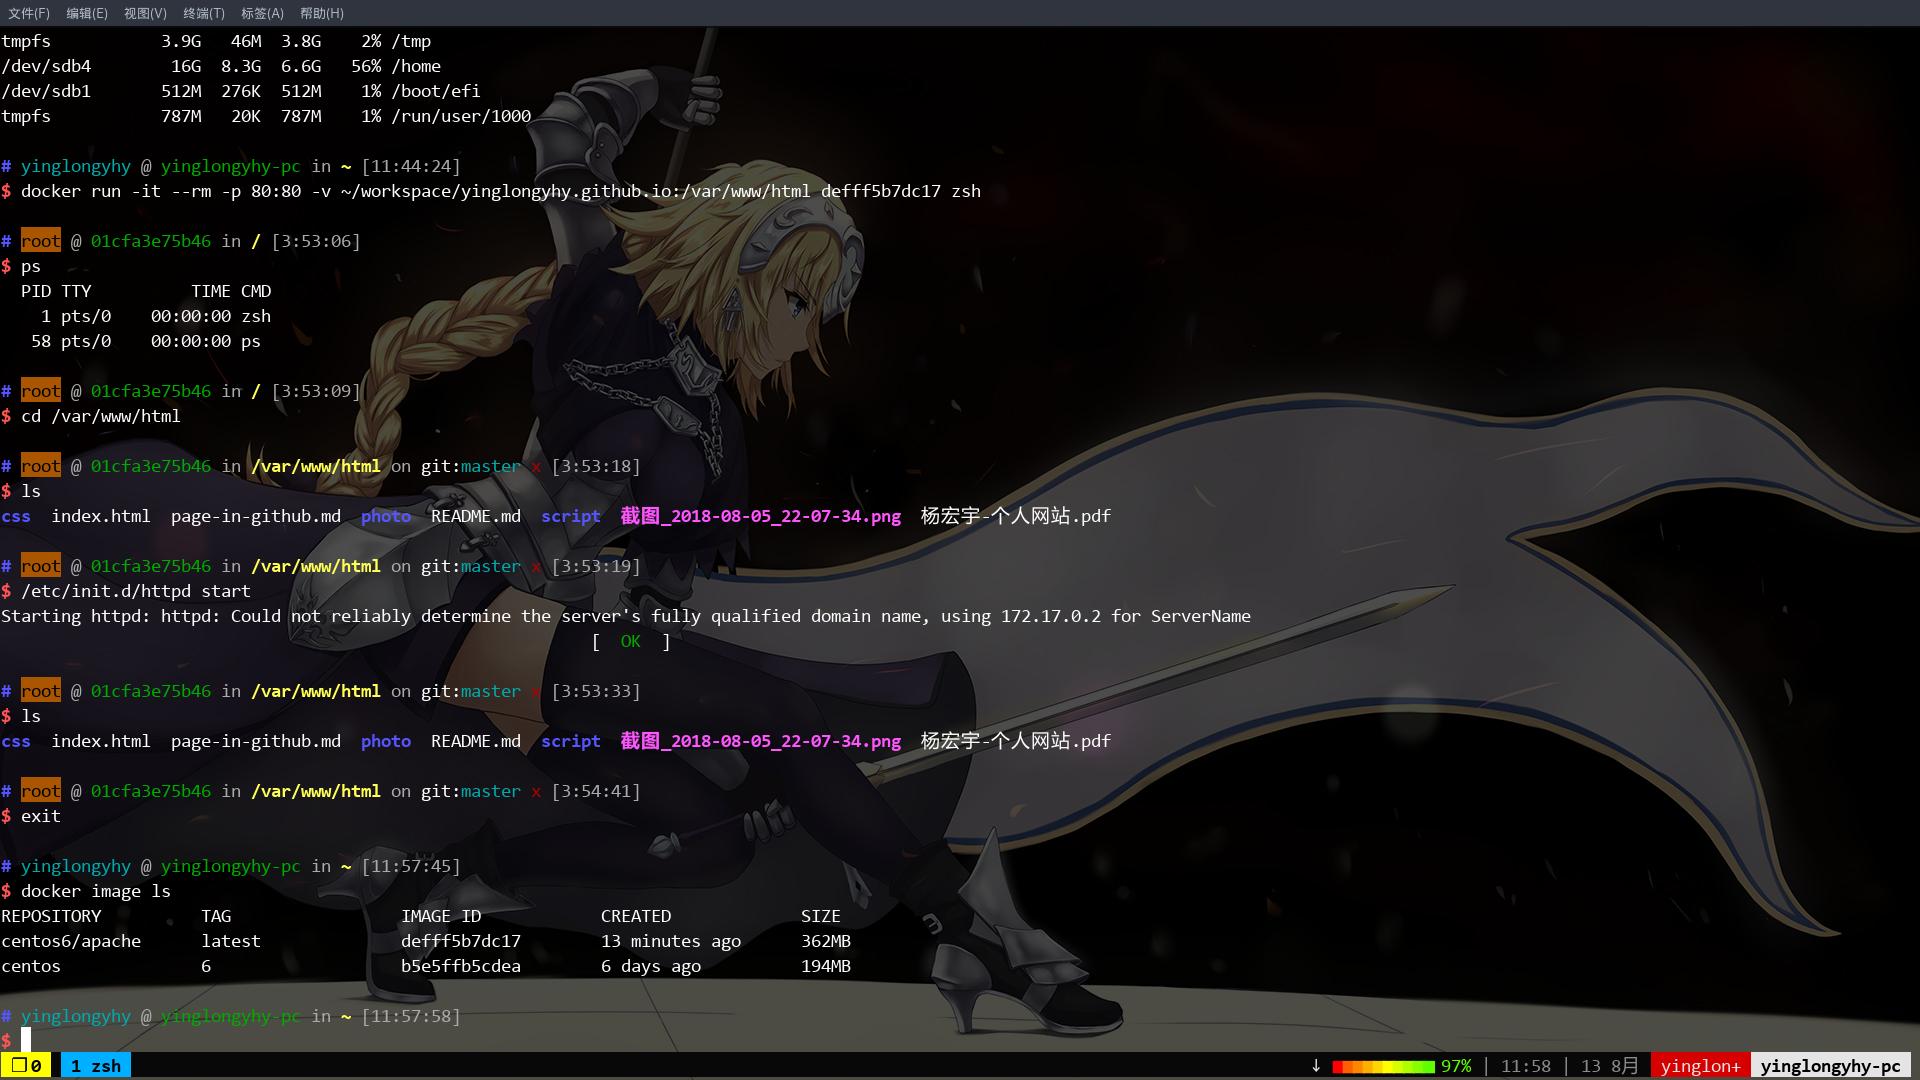 文件(F) 编辑(E) 视图(V) 终端(T) 标签(A) 帮助(H)
tmpfs 3.9G 46M 3.8G 2% /tmp
/dev/sdb4 16G 8.3G 6.6G 56% /home
/dev/sdb1 512M 276K 512M 1% /boot/efi
tmpfs 787M 20K 787M 1% /run/user/1000
# yinglongyhy @ yinglongyhy-pc in ~ [11:44:24]
$ docker run -it --rm -p 80:80 -v ~/workspace/yinglongyhy.github.io:/var/www/html defff5b7dc17 zsh
# root @ 01cfa3e75b46 in / [3:53:06]
$ ps
PID TTY TIME CMD
1 pts/0 00:00:00 zsh
58 pts/0 00:00:00 ps
# root @ 01cfa3e75b46 in / [3:53:09]
$ cd /var/www/html
# root @ 01cfa3e75b46 in /var/www/html on git:master x [3:53:18]
$ ls
css index.html page-in-github.md photo README.md script 截图_2018-08-05_22-07-34.png 杨宏宇-个人网站.pdf
# root @ 01cfa3e75b46 in /var/www/html on git:master x [3:53:19]
$ /etc/init.d/httpd start
Starting httpd: httpd: Could not reliably determine the server's fully qualified domain name, using 172.17.0.2 for ServerName
[ OK ]
# root @ 01cfa3e75b46 in /var/www/html on git:master x [3:53:33]
$ ls
css index.html page-in-github.md photo README.md script 截图_2018-08-05_22-07-34.png 杨宏宇-个人网站.pdf
# root @ 01cfa3e75b46 in /var/www/html on git:master x [3:54:41]
$ exit
# yinglongyhy @ yinglongyhy-pc in ~ [11:57:45]
$ docker image ls
REPOSITORY TAG IMAGE ID CREATED SIZE
centos6/apache latest defff5b7dc17 13 minutes ago 362MB
centos 6 b5e5ffb5cdea 6 days ago 194MB
# yinglongyhy @ yinglongyhy-pc in ~ [11:57:58]
$
❐ 0 1 zsh ↓ 97% | 11:58 | 13 8月 yinglon+ yinglongyhy-pc